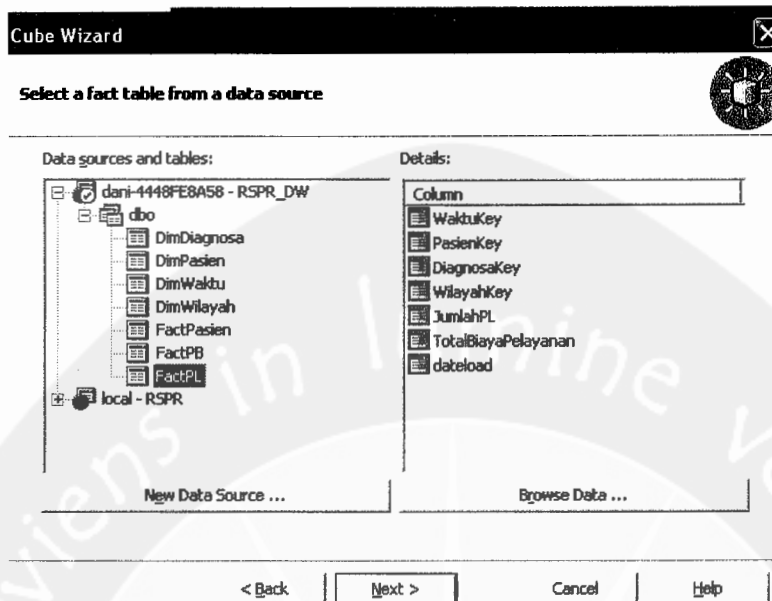 Cube Wizard
Select a fact table from a data source
Data sources and tables:
dani-4448FE8A58 - RSPR_DW
dbo
DimDiagnosa
DimPasien
DimWaktu
DimWilayah
FactPasien
FactPB
FactPL
local - RSPR
New Data Source ...
Details:
Column
WaktuKey
PasienKey
DiagnosaKey
WilayahKey
JumlahPL
TotalBiayaPelayanan
dateload
Browse Data ...
< Back
Next >
Cancel
Help